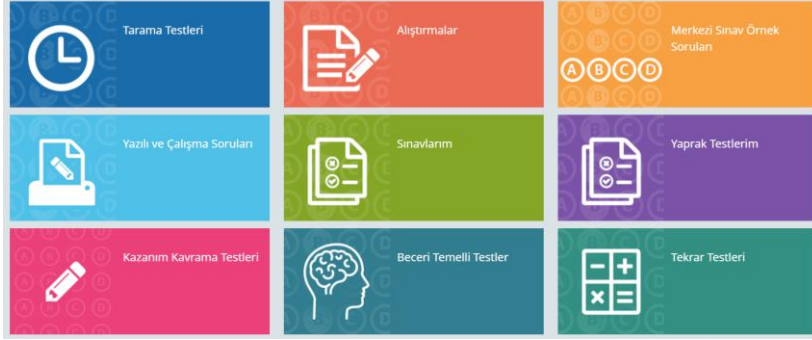 Tarama Testleri
Alıştırmalar
Merkezi Sınav Örnek
Soruları
A B C D
Yazılı ve Çalışma Soruları
Sınavlarım
Yaprak Testlerim
Kazanım Kavrama Testleri
Beceri Temelli Testler
Tekrar Testleri